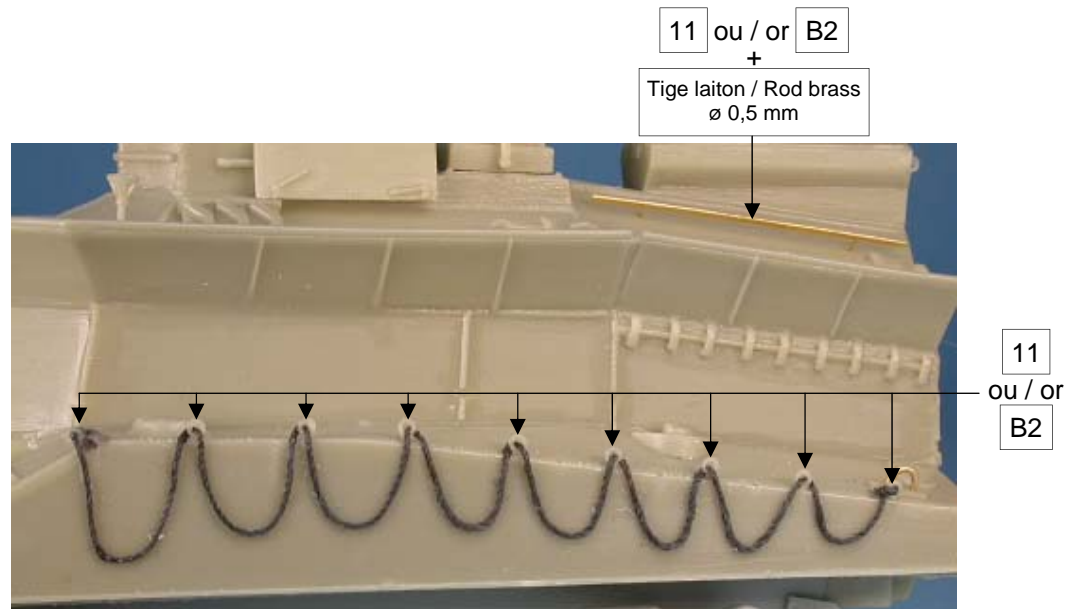 11 ou / or B2
+
Tige laiton / Rod brass
ø 0,5 mm
11
ou / or
B2